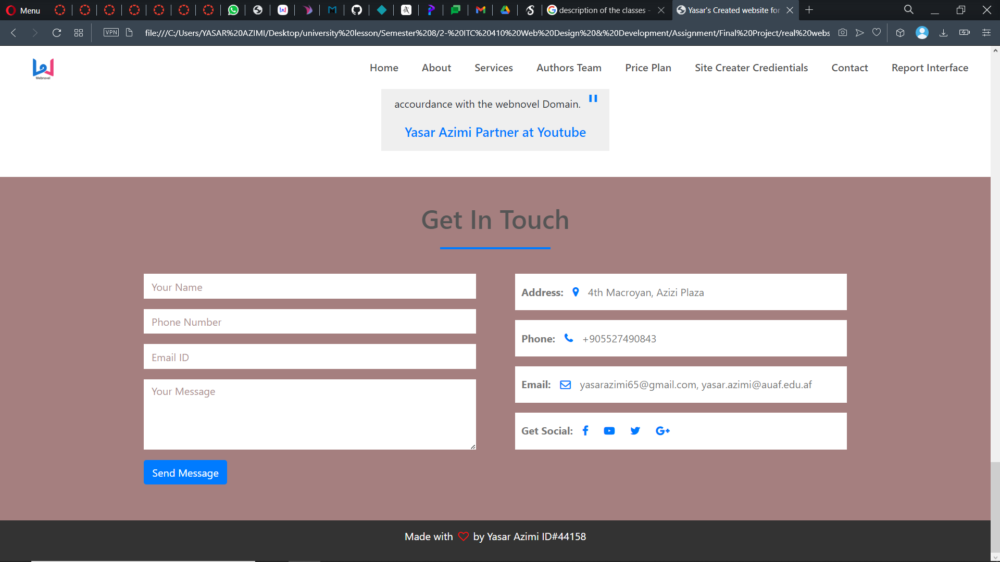 Menu
description of the classes -
Yasar's Created website for
VPN
file:///C:/Users/YASAR%20AZIMI/Desktop/university%20lesson/Semester%208/2-%20ITC%20410%20Web%20Design%20&%20Development/Assignment/Final%20Project/real%20webs
Webnovel
Home
About
Services
Authors Team
Price Plan
Site Creater Credientials
Contact
Report Interface
accourdance with the webnovel Domain. "
Yasar Azimi Partner at Youtube
Get In Touch
Your Name
Phone Number
Email ID
Your Message
Send Message
Address: 4th Macroyan, Azizi Plaza
Phone: +905527490843
Email: yasarazimi65@gmail.com, yasar.azimi@auaf.edu.af
Get Social:
Made with by Yasar Azimi ID#44158